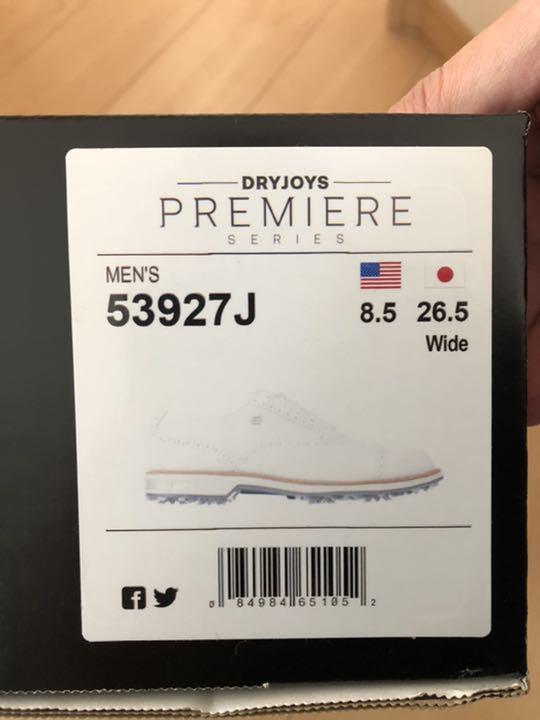 DRYJOYS
PREMIERE
SERIES
MEN'S
53927J
8.5 26.5
Wide
0 84984 65105 2